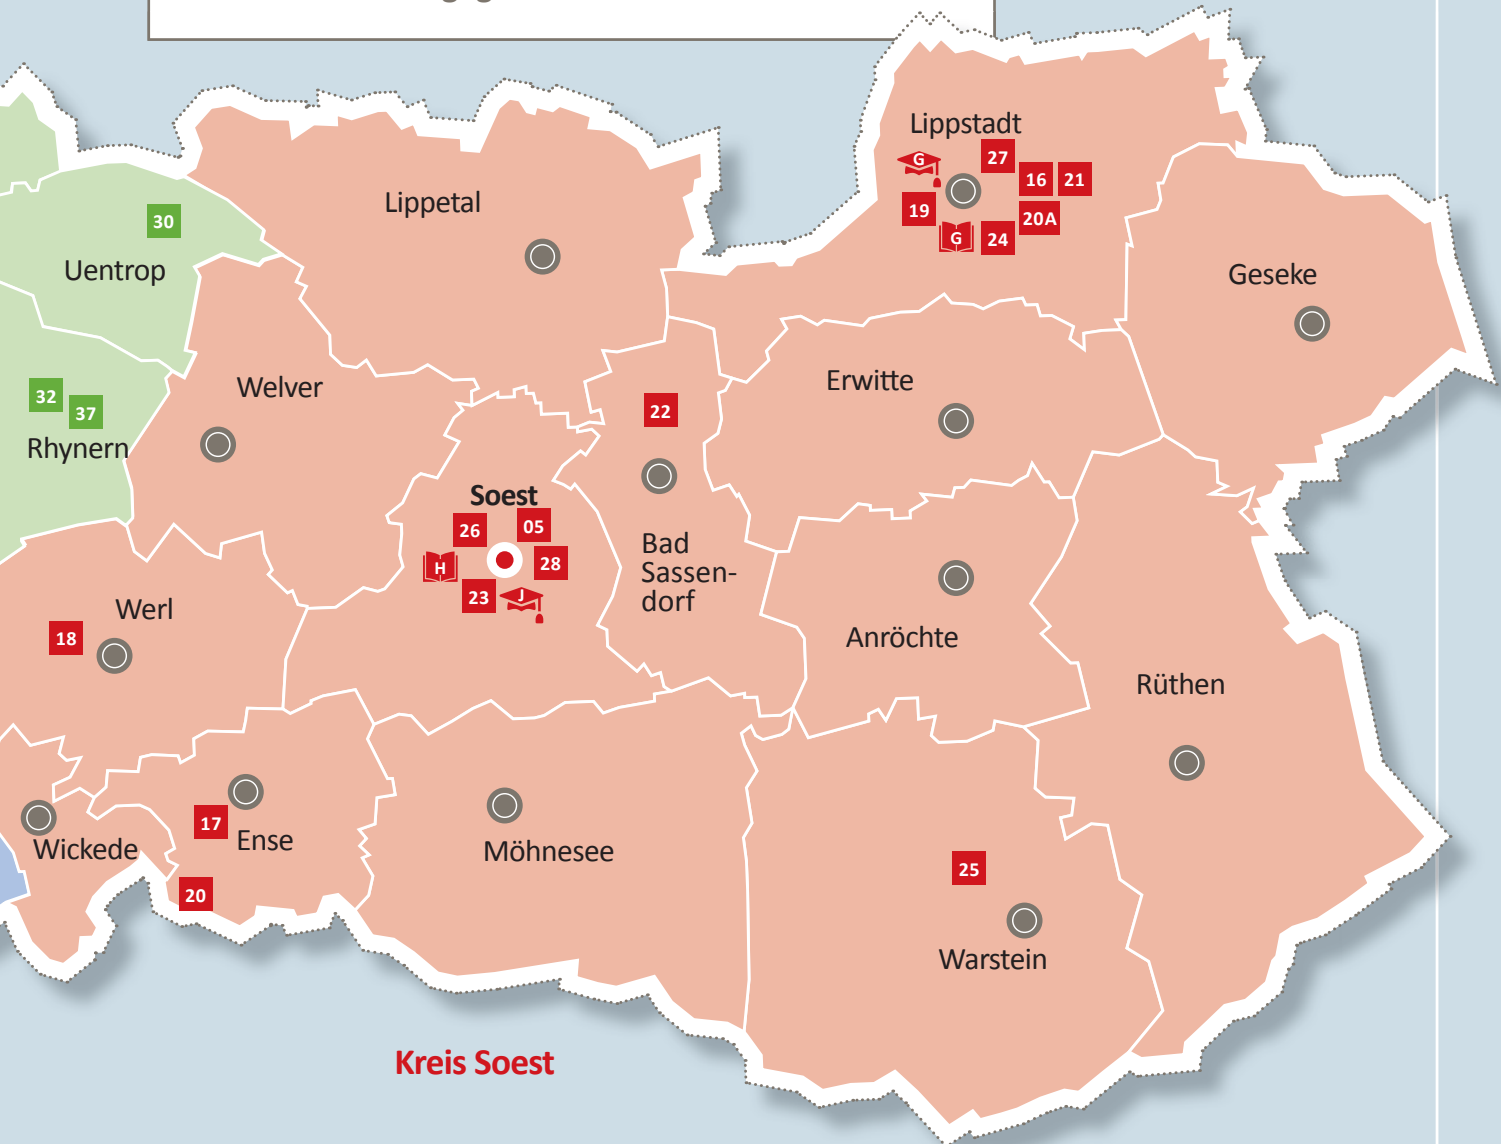 Lippstadt
G
27
16
21
19
20A
G
24
Lippetal
30
Uentrop
Geseke
Welver
Erwitte
32
37
22
Rhynern
Soest
26
05
H
28
23
J
Bad
Sassen-
dorf
Werl
18
Anröchte
Rüthen
17
Ense
Wickede
Möhnesee
25
20
Warstein
Kreis Soest